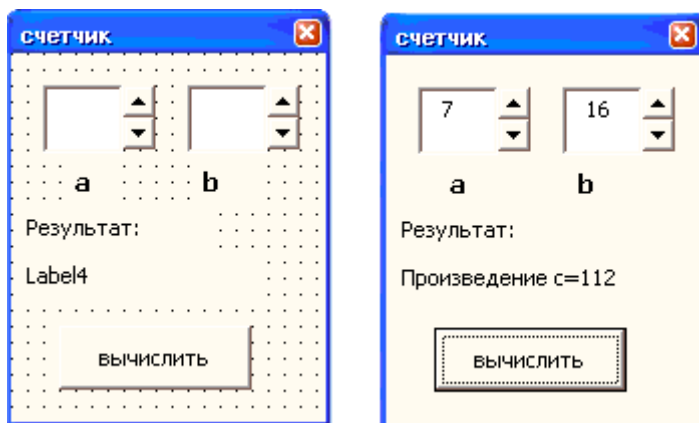 счетчик
a b
Результат:
Label4
вычислить
счетчик
7 16
a b
Результат:
Произведение c=112
вычислить